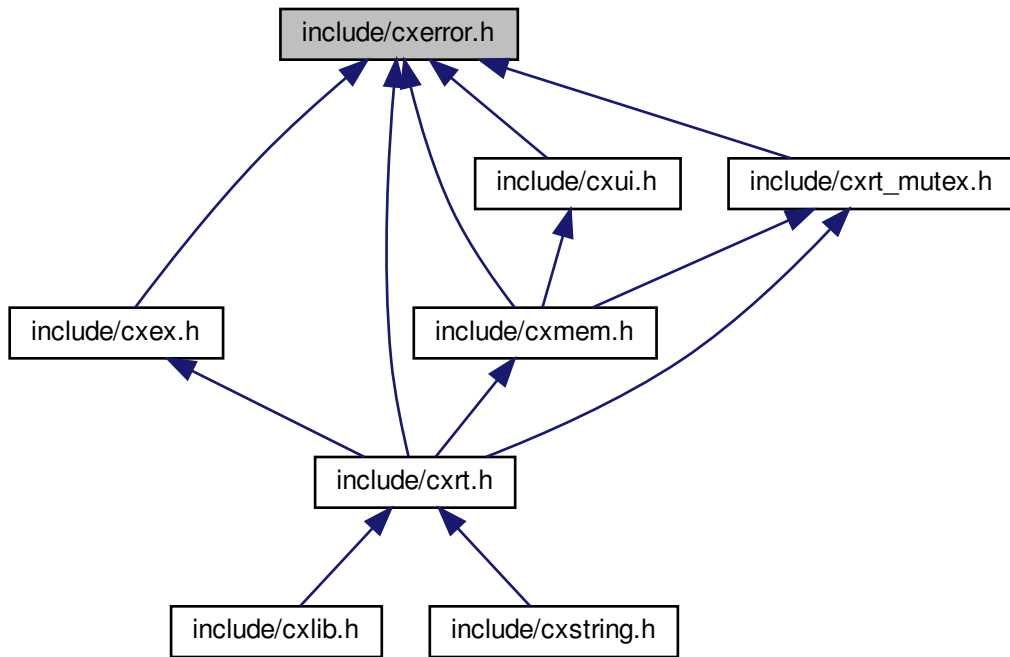 include/cxerror.h
include/cxui.h
include/cxrt_mutex.h
include/cxex.h
include/cxmem.h
include/cxrt.h
include/cxlib.h
include/cxstring.h